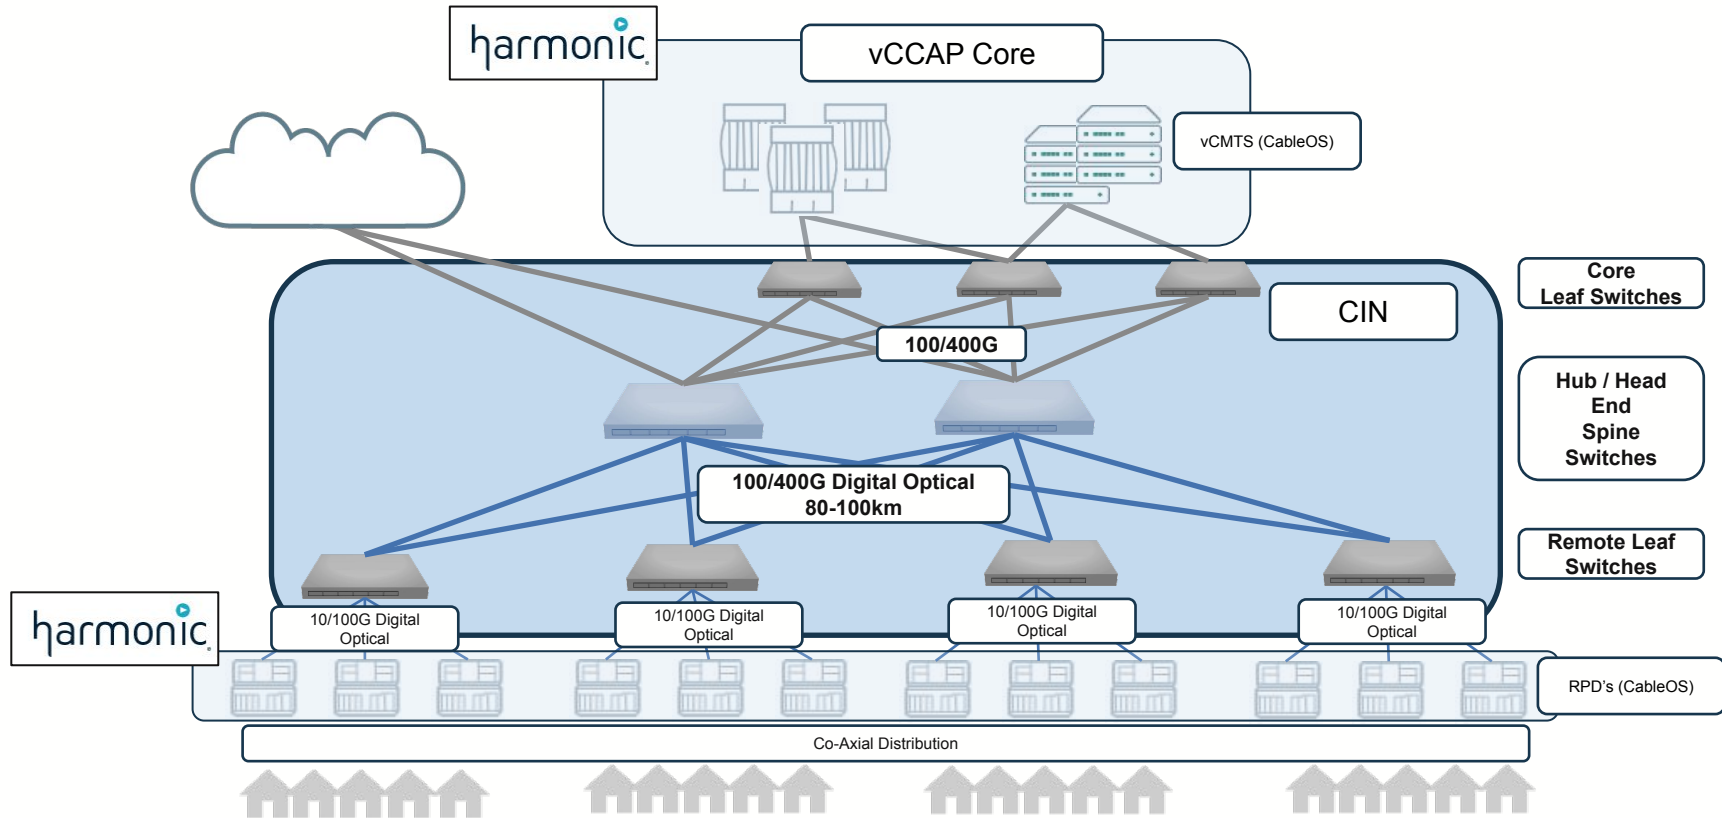 harmonic
vCCAP Core
vCMTS (CableOS)
Core
Leaf Switches
CIN
100/400G
Hub / Head
End
Spine
Switches
100/400G Digital Optical
80-100km
Remote Leaf
Switches
10/100G Digital
Optical
10/100G Digital
Optical
10/100G Digital
Optical
10/100G Digital
Optical
harmonic
RPD's (CableOS)
Co-Axial Distribution